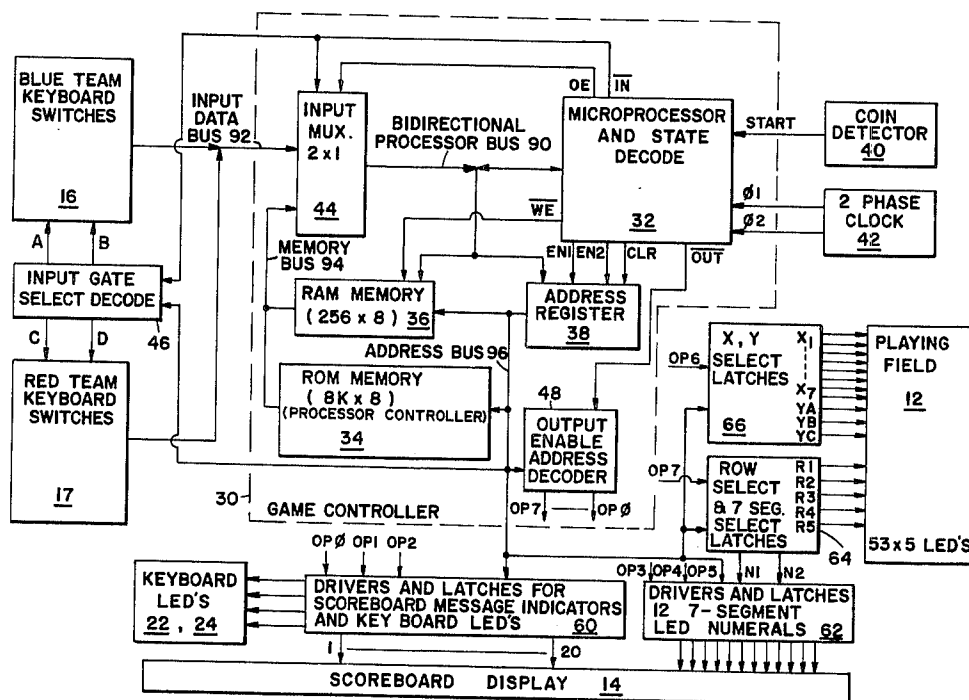 BLUE TEAM
KEYBOARD
SWITCHES
16
A
B
INPUT GATE
SELECT DECODE
46
C
D
RED TEAM
KEYBOARD
SWITCHES
17
INPUT
DATA
BUS 92
INPUT
MUX.
2 x 1
44
BIDIRECTIONAL
PROCESSOR BUS 90
OE
IN
MICROPROCESSOR
AND STATE
DECODE
32
WE
EN1
EN2
CLR
OUT
START
COIN
DETECTOR
40
Ø1
Ø2
2 PHASE
CLOCK
42
MEMORY
BUS 94
RAM MEMORY
(256 x 8) 36
ADDRESS
REGISTER
38
ADDRESS BUS 96
ROM MEMORY
(8K x 8)
(PROCESSOR CONTROLLER)
34
48
OUTPUT
ENABLE
ADDRESS
DECODER
OP7
OPØ
30
GAME CONTROLLER
OP6
X, Y
SELECT
LATCHES
66
X1
X7
YA
YB
YC
PLAYING
FIELD
12
53x5 LED'S
OP7
ROW
SELECT
& 7 SEG.
SELECT
LATCHES
R1
R2
R3
R4
R5
64
N1
N2
OPØ
OP1
OP2
OP3
OP4
OP5
KEYBOARD
LED'S
22, 24
DRIVERS AND LATCHES FOR
SCOREBOARD MESSAGE INDICATORS
AND KEY BOARD LED'S 60
DRIVERS AND LATCHES
12 7-SEGMENT
LED NUMERALS 62
1
20
SCOREBOARD DISPLAY 14